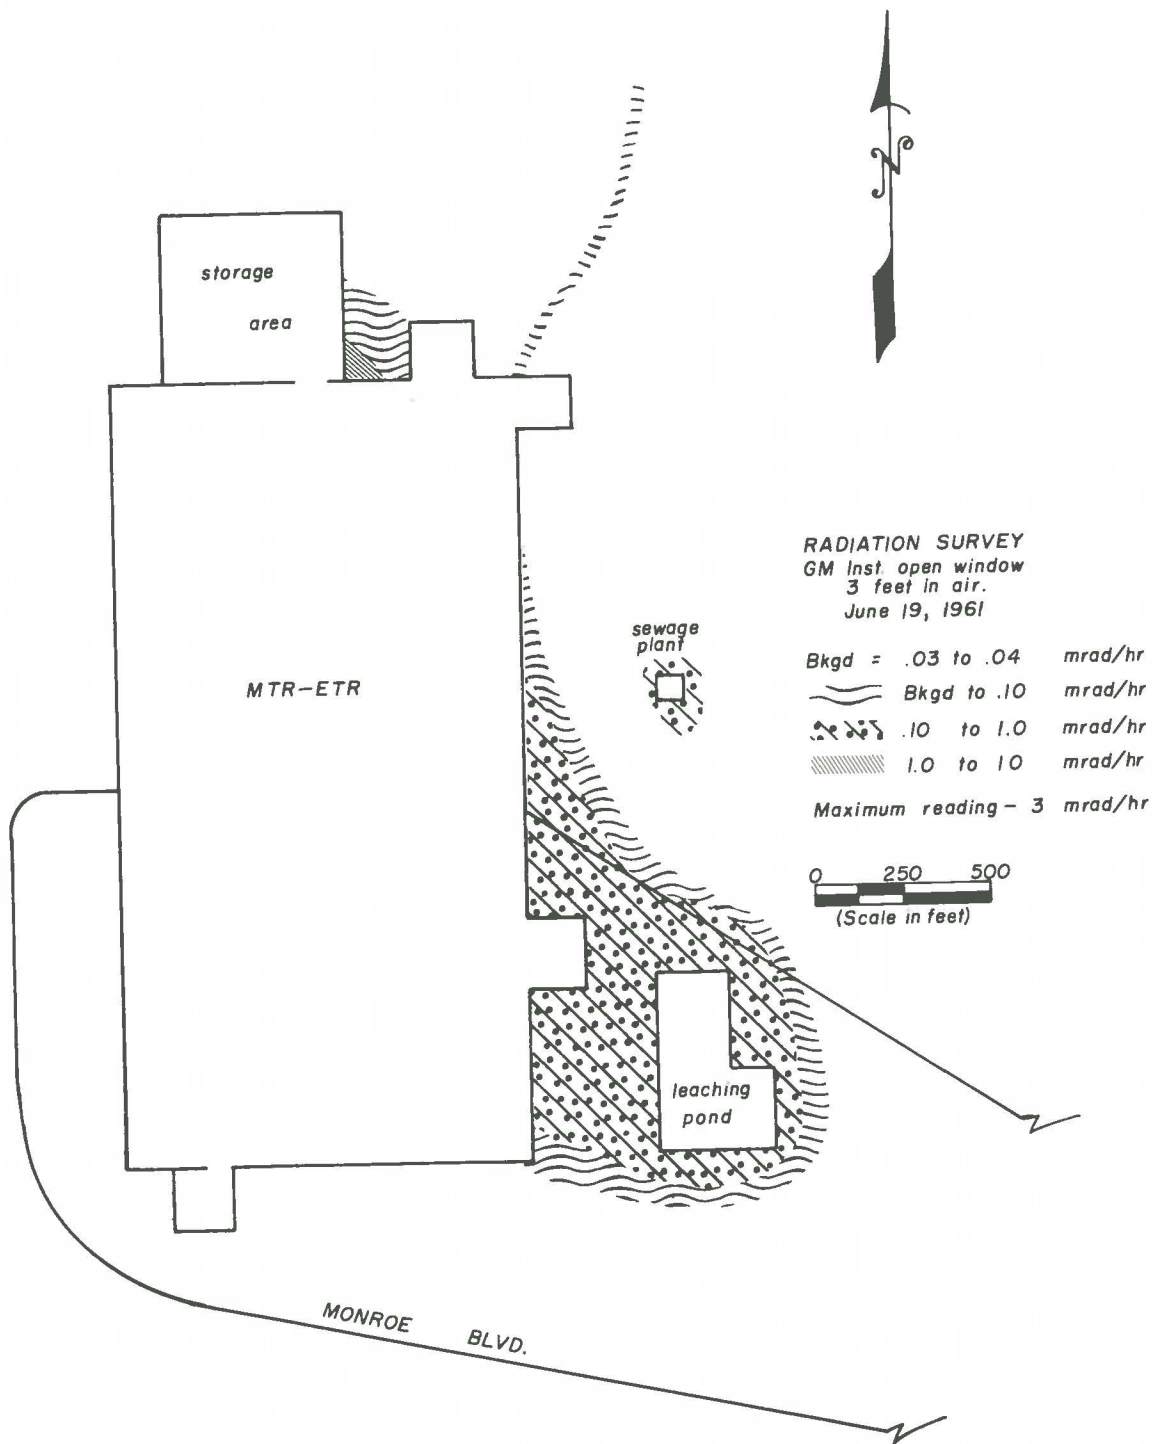 N
storage
area
RADIATION SURVEY
GM Inst. open window
3 feet in air.
June 19, 1961
sewage
plant
Bkgd = .03 to .04 mrad/hr
Bkgd to .10 mrad/hr
.10 to 1.0 mrad/hr
1.0 to 10 mrad/hr
Maximum reading - 3 mrad/hr
MTR-ETR
0 250 500
(Scale in feet)
leaching
pond
MONROE BLVD.